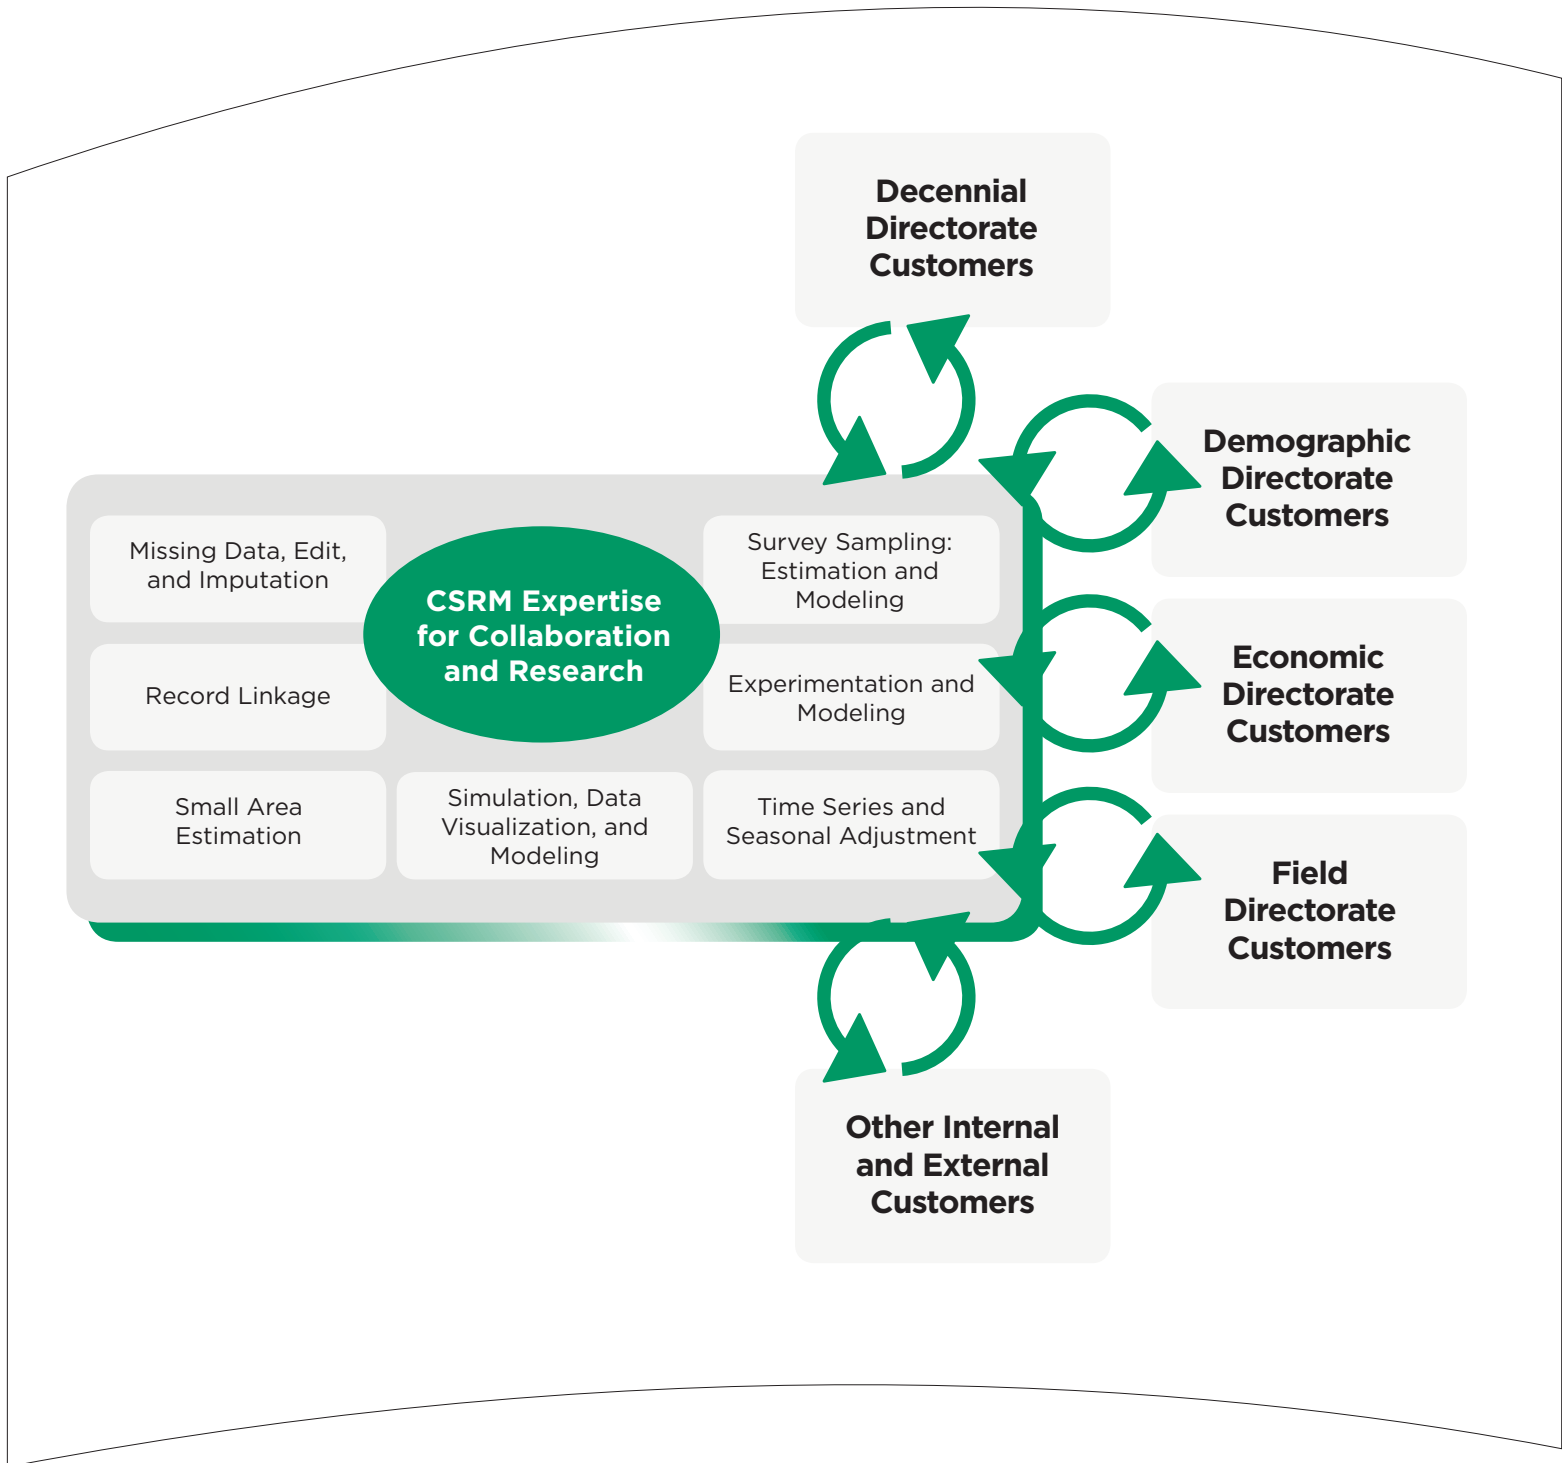 Decennial
Directorate
Customers
Demographic
Directorate
Customers
Missing Data, Edit,
and Imputation
CSRM Expertise
for Collaboration
and Research
Survey Sampling:
Estimation and
Modeling
Record Linkage
Experimentation and
Modeling
Economic
Directorate
Customers
Small Area
Estimation
Simulation, Data
Visualization, and
Modeling
Time Series and
Seasonal Adjustment
Field
Directorate
Customers
Other Internal
and External
Customers